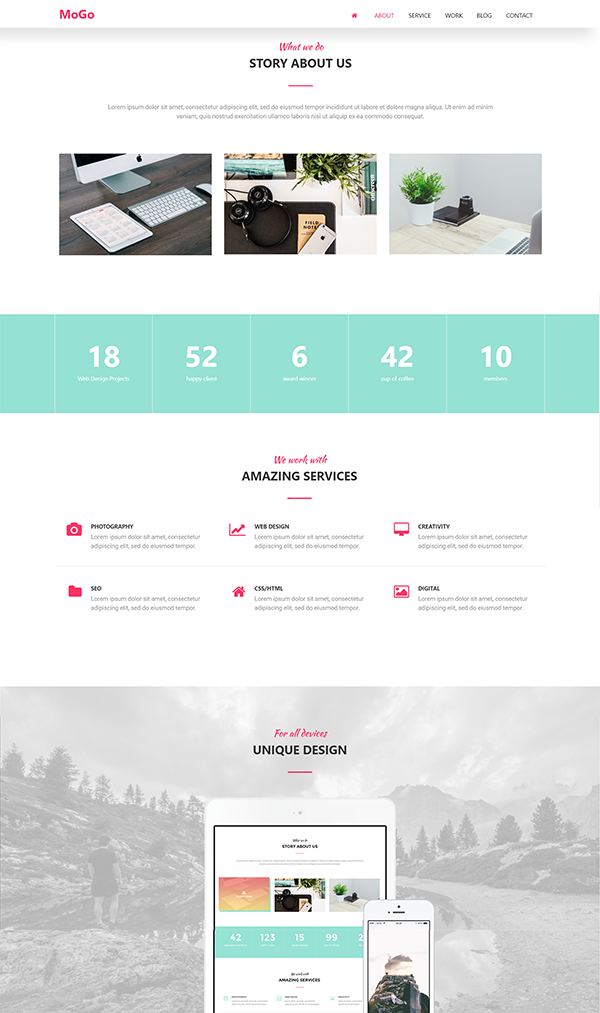 MoGo
ABOUT SERVICE WORK BLOG CONTACT
What we do
STORY ABOUT US
Lorem ipsum dolor sit amet, consectetur adipiscing elit, sed do eiusmod tempor incididunt ut labore et dolore magna aliqua. Ut enim ad minim
veniam, quis nostrud exercitation ullamco laboris nisi ut aliquip ex ea commodo consequat.
FIELD
NOTES
18 52 6 42 10
Web Design Projects happy client award winner cup of coffee members
We work with
AMAZING SERVICES
PHOTOGRAPHY
Lorem ipsum dolor sit amet, consectetur
adipiscing elit, sed do eiusmod tempor.
WEB DESIGN
Lorem ipsum dolor sit amet, consectetur
adipiscing elit, sed do eiusmod tempor.
CREATIVITY
Lorem ipsum dolor sit amet, consectetur
adipiscing elit, sed do eiusmod tempor.
SEO
Lorem ipsum dolor sit amet, consectetur
adipiscing elit, sed do eiusmod tempor.
CSS/HTML
Lorem ipsum dolor sit amet, consectetur
adipiscing elit, sed do eiusmod tempor.
DIGITAL
Lorem ipsum dolor sit amet, consectetur
adipiscing elit, sed do eiusmod tempor.
For all devices
UNIQUE DESIGN
What we do
STORY ABOUT US
42 123 15 99 2
We work with
AMAZING SERVICES